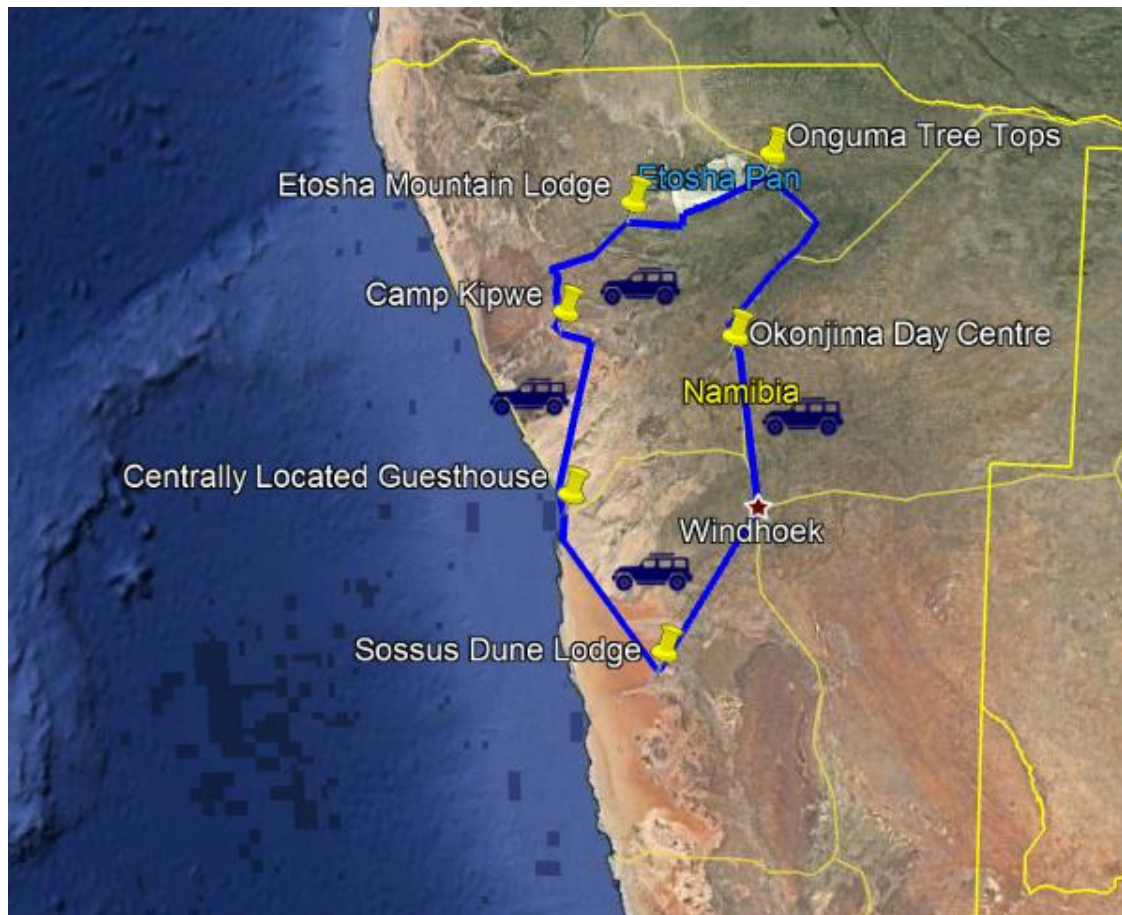 Onguma Tree Tops
Etosha Pan
Etosha Mountain Lodge
Camp Kipwe
Okonjima Day Centre
Namibia
Centrally Located Guesthouse
Windhoek
Sossus Dune Lodge